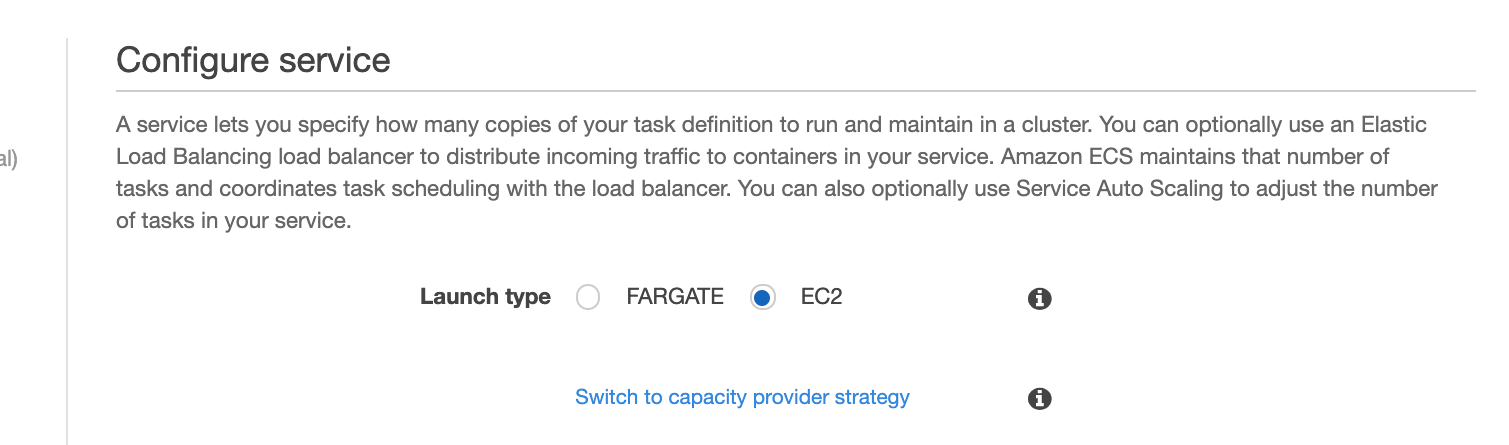 Configure service
A service lets you specify how many copies of your task definition to run and maintain in a cluster. You can optionally use an Elastic
Load Balancing load balancer to distribute incoming traffic to containers in your service. Amazon ECS maintains that number of
al)
tasks and coordinates task scheduling with the load balancer. You can also optionally use Service Auto Scaling to adjust the number
of tasks in your service.
Launch type FARGATE EC2
Switch to capacity provider strategy